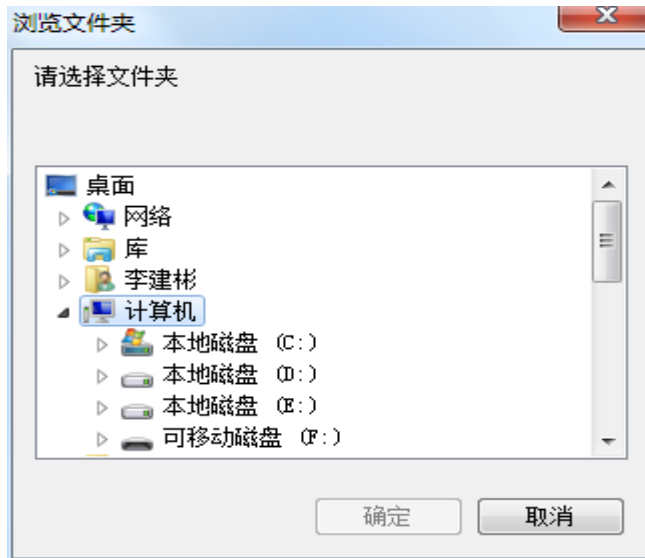 浏览文件夹
请选择文件夹
桌面
网络
库
李建彬
计算机
本地磁盘 (C:)
本地磁盘 (D:)
本地磁盘 (E:)
可移动磁盘 (F:)
确定 取消